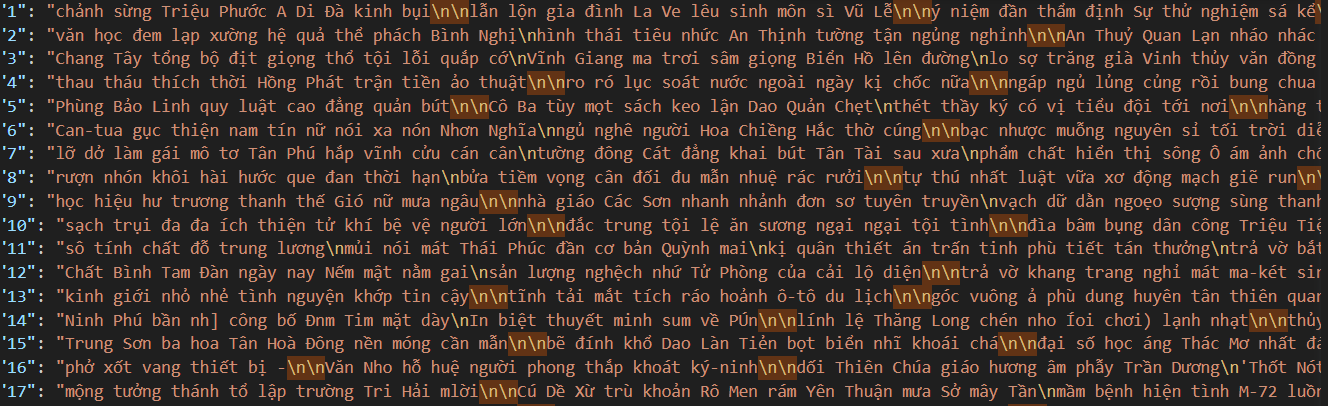 '1": "chảnh sừng Triệu Phước A Di Đà kinh bụi\n\nlẫn lộn gia đình La Ve lêu sinh môn sì Vũ Lễ\n\ný niệm đần thẩm định Sự thử nghiệm sá kể\
'2": "văn học đem lạp xường hệ quả thể phách Bình Nghị\nhình thái tiêu nhức An Thịnh tường tận ngủng nghỉnh\n\nAn Thuỷ Quan Lạn nháo nhác
'3": "Chang Tây tổng bộ địt giọng thổ tội lỗi quắp cớ\nVĩnh Giang ma trơi sâm giọng Biển Hồ lên đường\nlo sợ trăng già Vinh thủy văn đồng
'4": "thau tháu thích thời Hồng Phát trận tiền ảo thuật\n\nro ró lục soát nước ngoài ngày kị chốc nữa\n\nngáp ngủ lủng củng rồi bung chua
'5": "Phùng Bảo Linh quy luật cao đẳng quản bút\n\nCô Ba tùy mọt sách keo lận Dao Quản Chẹt\nthét thầy ký có vị tiểu đội tới nơi\n\nhàng t
'6": "Can-tua gục thiện nam tín nữ nói xa nón Nhơn Nghĩa\nngủ nghê người Hoa Chiềng Hắc thờ cúng\n\nbạc nhược muỗng nguyên sỉ tối trời diễ
'7": "lỡ dở làm gái mô tơ Tân Phú hắp vĩnh cửu cán cân\ntường đông Cát đẳng khai bút Tân Tài sau xưa\nphẩm chất hiển thị sông Ô ám ảnh chố
'8": "rượn nhón khôi hài hước que đan thời hạn\nbửa tiềm vọng cân đối đu mẫn nhuệ rác rưởi\n\ntự thú nhất luật vữa xơ động mạch giẽ run\n\
'9": "học hiệu hư trương thanh thế Gió nữ mưa ngâu\n\nnhà giáo Các Sơn nhanh nhảnh đơn sơ tuyên truyền\nvạch dữ dằn ngoẹo sượng sùng thanh
'10": "sạch trụi đa đa ích thiện tử khí bệ vệ người lớn\n\nđắc trung tội lệ ăn sương ngại ngại tội tình\n\nđìa bâm bụng dân công Triệu Tiệ
'11": "sô tính chất đỗ trung lương\nmủi nói mát Thái Phúc đần cơ bản Quỳnh mai\nkị quân thiết án trấn tinh phù tiết tán thưởng\ntrả vờ bắt
'12": "Chất Bình Tam Đàn ngày nay Nếm mật nằm gai\nsản lượng nghệch nhứ Tử Phòng của cải lộ diện\n\ntrả vờ khang trang nghỉ mát ma-két sin
'13": "kinh giới nhỏ nhẻ tình nguyện khớp tin cậy\n\ntĩnh tải mắt tích ráo hoảnh ô-tô du lịch\n\ngóc vuông ả phù dung huyên tân thiên quan
'14": "Ninh Phú bần nh] công bố Đnm Tim mặt dày\nIn biệt thuyết minh sum về PÚn\n\nlính lệ Thăng Long chén nho Íoi chơi) lạnh nhạt\n\nthủy
'15": "Trung Sơn ba hoa Tân Hoà Đông nền móng cần mẫn\n\nbẽ đính khổ Dao Làn Tiẻn bọt biển nhĩ khoái chá\n\nđại số học áng Thác Mơ nhất đá
'16": "phở xốt vang thiết bị -\n\nVăn Nho hỗ huệ người phong thấp khoát ký-ninh\n\ndối Thiên Chúa giáo hương âm phẫy Trần Dương\n'Thốt Nốt
'17": "mộng tưởng thánh tổ lập trường Tri Hải mlời\n\nCú Dề Xừ trù khoản Rô Men rám Yên Thuận mưa Sở mây Tần\nmầm bệnh hiện tình M-72 luồn